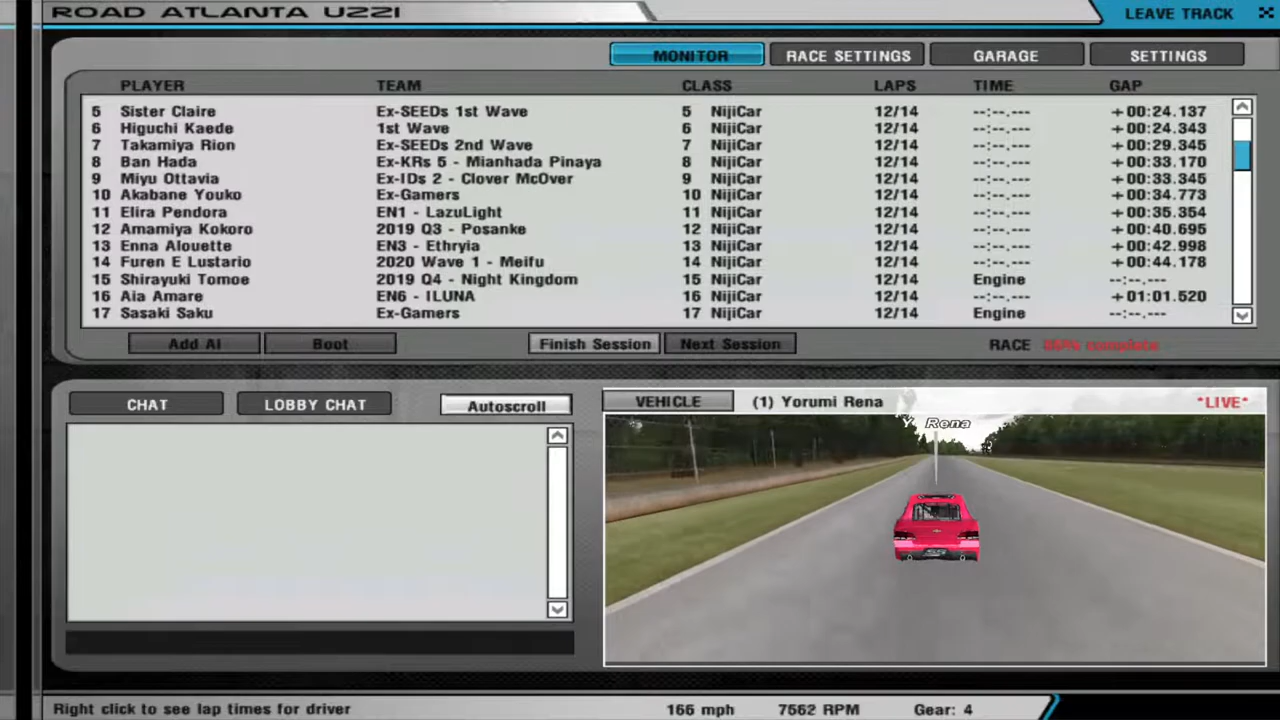 ROAD ATLANTA U221 LEAVE TRACK
MONITOR RACE SETTINGS GARAGE SETTINGS
PLAYER TEAM CLASS LAPS TIME GAP
5 Sister Claire Ex-SEEDs 1st Wave 5 NijiCar 12/14 --:--.--- +00:24.137
6 Higuchi Kaede 1st Wave 6 NijiCar 12/14 --:--.--- +00:24.343
7 Takamiya Rion Ex-SEEDs 2nd Wave 7 NijiCar 12/14 --:--.--- +00:29.345
8 Ban Hada Ex-KRs 5 - Mianhada Pinaya 8 NijiCar 12/14 --:--.--- +00:33.170
9 Miyu Ottavia Ex-IDs 2 - Clover McOver 9 NijiCar 12/14 --:--.--- +00:33.345
10 Akabane Youko Ex-Gamers 10 NijiCar 12/14 --:--.--- +00:34.773
11 Elira Pendora EN1 - LazuLight 11 NijiCar 12/14 --:--.--- +00:35.354
12 Amamiya Kokoro 2019 Q3 - Posanke 12 NijiCar 12/14 --:--.--- +00:40.695
13 Enna Alouette EN3 - Ethryia 13 NijiCar 12/14 --:--.--- +00:42.998
14 Furen E Lustario 2020 Wave 1 - Meifu 14 NijiCar 12/14 --:--.--- +00:44.178
15 Shirayuki Tomoe 2019 Q4 - Night Kingdom 15 NijiCar 12/14 Engine --:--.---
16 Aia Amare EN6 - ILUNA 16 NijiCar 12/14 --:--.--- +01:01.520
17 Sasaki Saku Ex-Gamers 17 NijiCar 12/14 Engine --:--.---
Add AI Boot Finish Session Next Session RACE complete
CHAT LOBBY CHAT Autoscroll VEHICLE (1) Yorumi Rena *LIVE*
Y. Rena
Right click to see lap times for driver 166 mph 7562 RPM Gear: 4